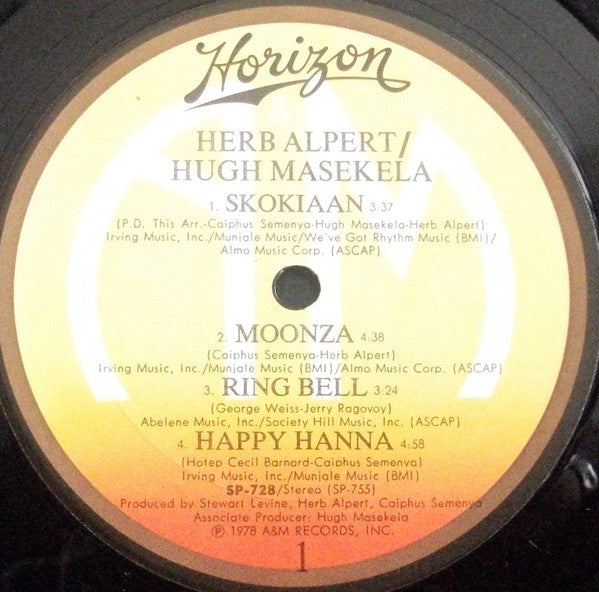 Horizon
HERB ALPERT/
HUGH MASEKELA
1. SKOKIAAN 3:37
(P.D. This Arr.-Caiphus Semenya-Hugh Masekela-Herb Alpert)
Irving Music, Inc./Munjale Music/We've Got Rhythm Music (BMI)/
Almo Music Corp. (ASCAP)
2. MOONZA 4:38
(Caiphus Semenya-Herb Alpert)
Irving Music, Inc./Munjale Music (BMI)/Almo Music Corp. (ASCAP)
3. RING BELL 3:24
(George Weiss-Jerry Ragovoy)
Abelene Music, Inc./Society Hill Music, Inc. (ASCAP)
4. HAPPY HANNA 4:58
(Hotep Cecil Barnard-Caiphus Semenya)
Irving Music, Inc./Munjale Music (BMI)
SP-728/Stereo (SP-755)
Produced by Stewart Levine, Herb Alpert, Caiphus Semenya
Associate Producer: Hugh Masekela
℗ 1978 A&M RECORDS, INC.
1